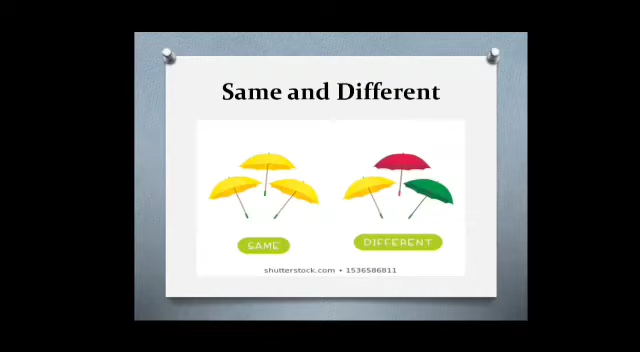 Same and Different
SAME
DIFFERENT
shutterstock.com • 1536586811